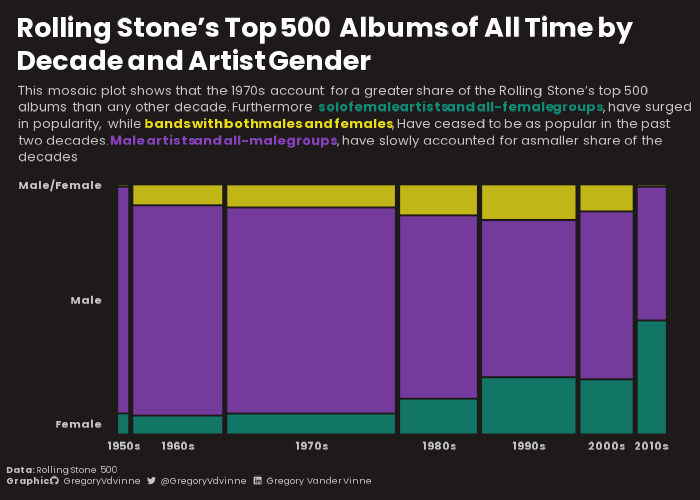 Rolling Stone's Top 500 Albums of All Time by
Decade and Artist Gender
This mosaic plot shows that the 1970s account for a greater share of the Rolling Stone's top 500
albums than any other decade. Furthermore solo female artists and all-female groups, have surged
in popularity, while bands with both males and females, Have ceased to be as popular in the past
two decades. Male artists and all-male groups, have slowly accounted for asmaller share of the
decades
Male/Female
Male
Female
1950s 1960s 1970s 1980s 1990s 2000s 2010s
Data: Rolling Stone 500
Graphic GregoryVdvinne @GregoryVdvinne Gregory Vander Vinne